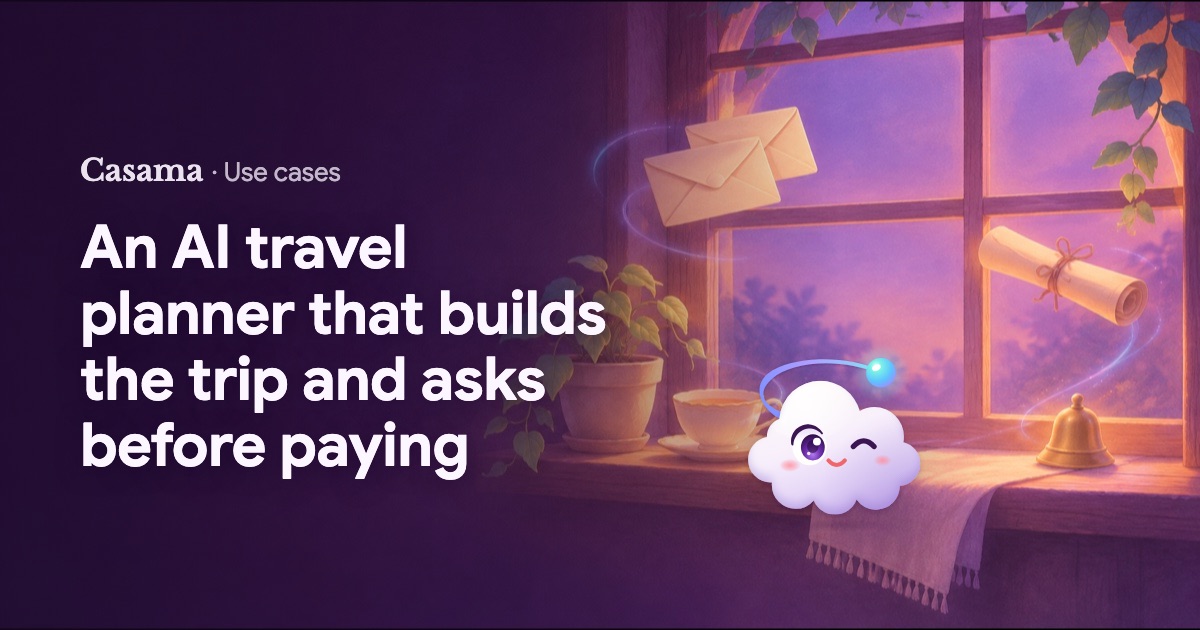 Casama · Use cases
An AI travel
planner that builds
the trip and asks
before paying